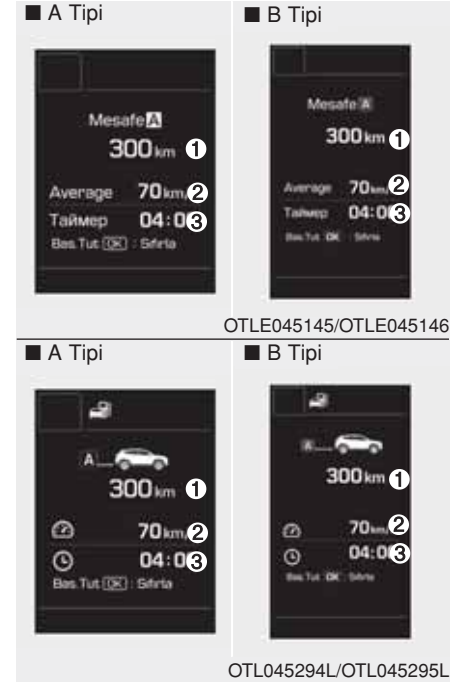 ■ A Tipi
■ B Tipi
Mesafe A
300 km 1
Average 70 km/ 2
Таймер 04:0 3
Bas.Tut OK : Sıfırla
Mesafe A
300 km 1
Average 70 km/ 2
Таймер 04:0 3
Bas.Tut OK : Sıfırla
OTLE045145/OTLE045146
■ A Tipi
■ B Tipi
A
300 km 1
70 km/ 2
04:0 3
Bas.Tut OK : Sıfırla
A
300 km 1
70 km/ 2
04:0 3
Bas.Tut OK : Sıfırla
OTL045294L/OTL045295L